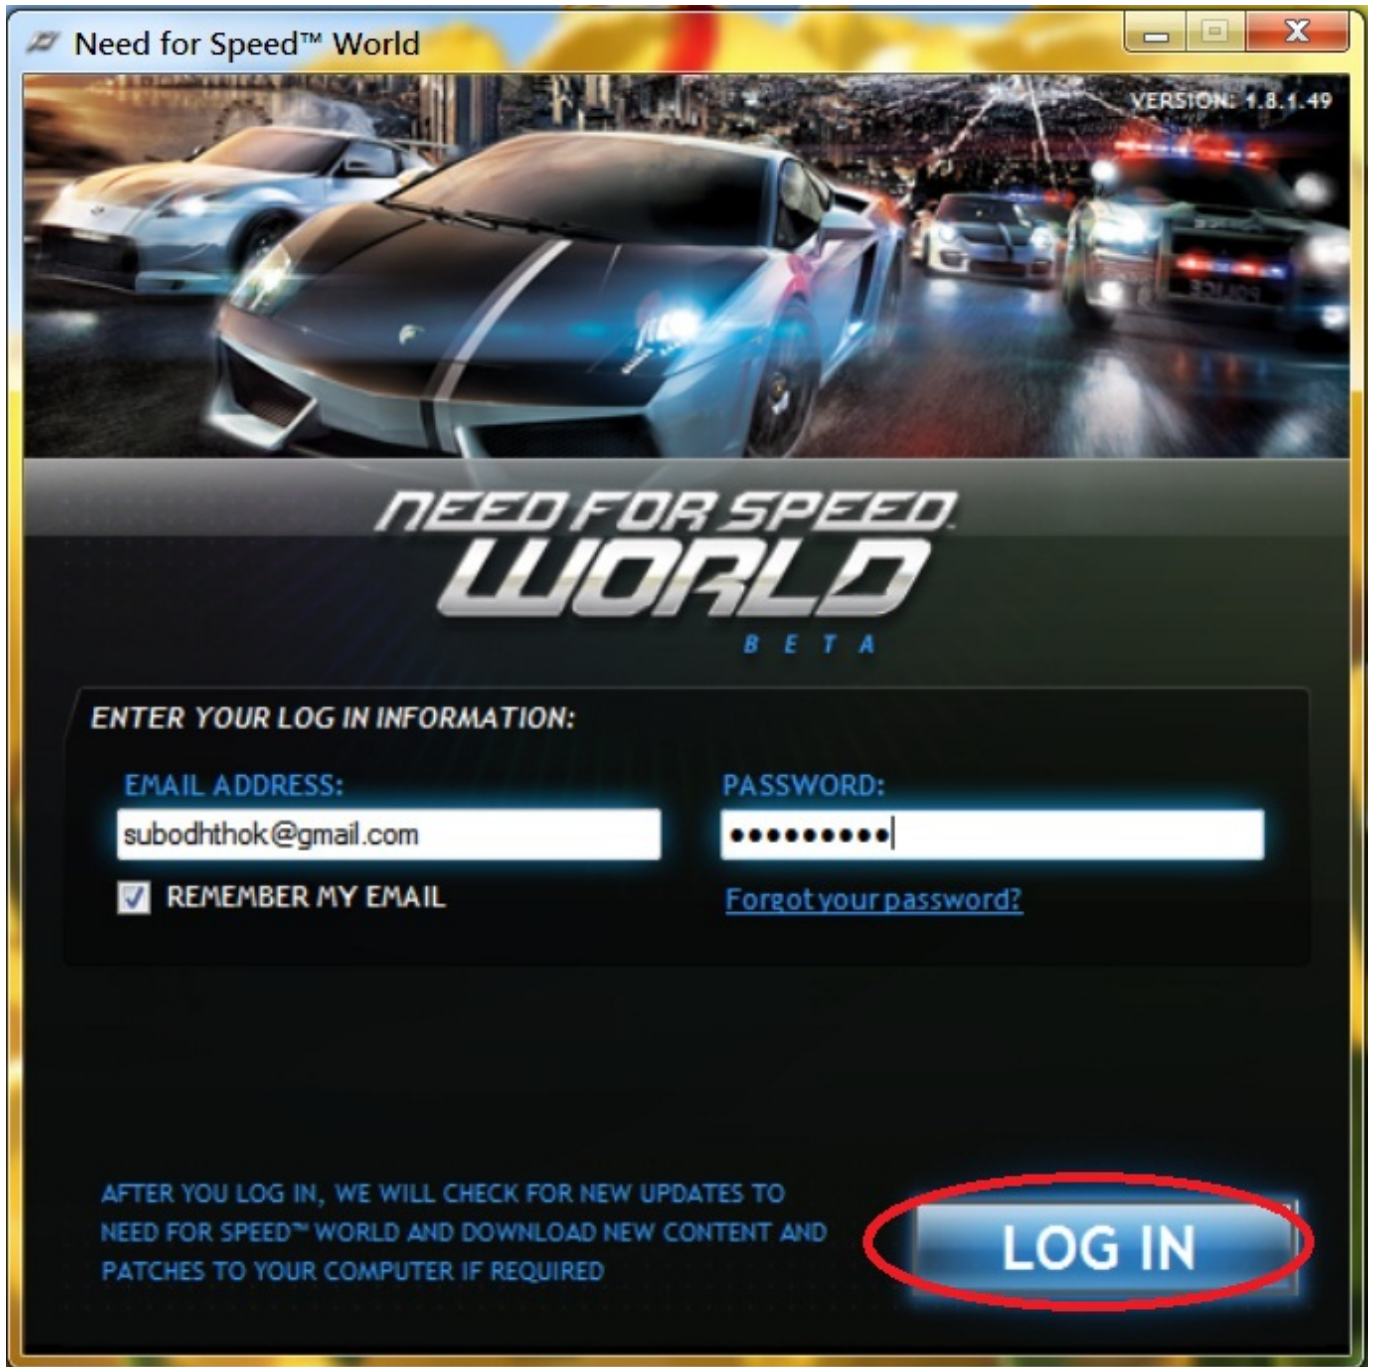 Need for Speed™ World
VERSION: 1.8.1.49
POLICE
NEED FOR SPEED
WORLD
BETA
ENTER YOUR LOG IN INFORMATION:
EMAIL ADDRESS:
PASSWORD:
subodhthok@gmail.com
•••••••••
REMEMBER MY EMAIL
Forgot your password?
AFTER YOU LOG IN, WE WILL CHECK FOR NEW UPDATES TO
NEED FOR SPEED™ WORLD AND DOWNLOAD NEW CONTENT AND
PATCHES TO YOUR COMPUTER IF REQUIRED
LOG IN